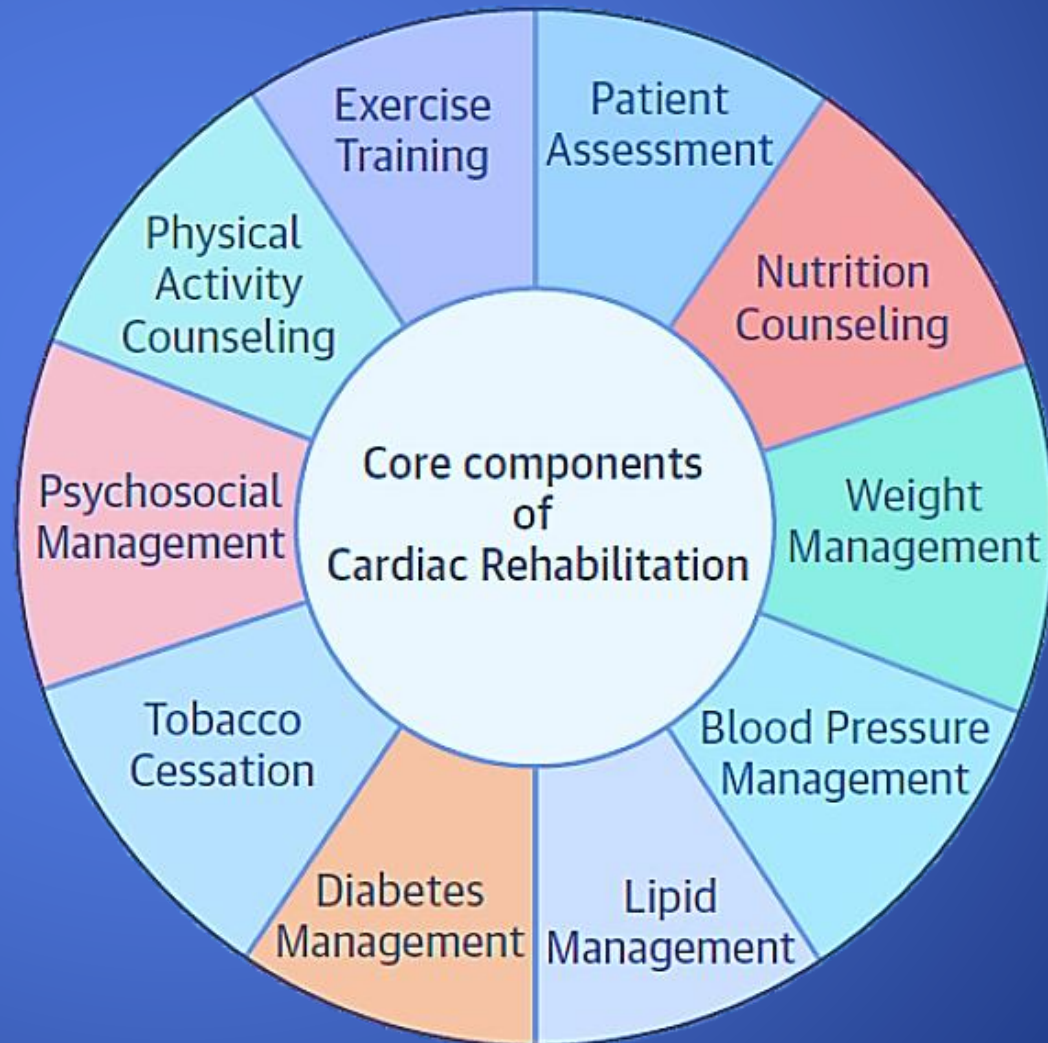 Core components
of
Cardiac Rehabilitation
Patient
Assessment
Nutrition
Counseling
Weight
Management
Blood Pressure
Management
Lipid
Management
Diabetes
Management
Tobacco
Cessation
Psychosocial
Management
Physical
Activity
Counseling
Exercise
Training